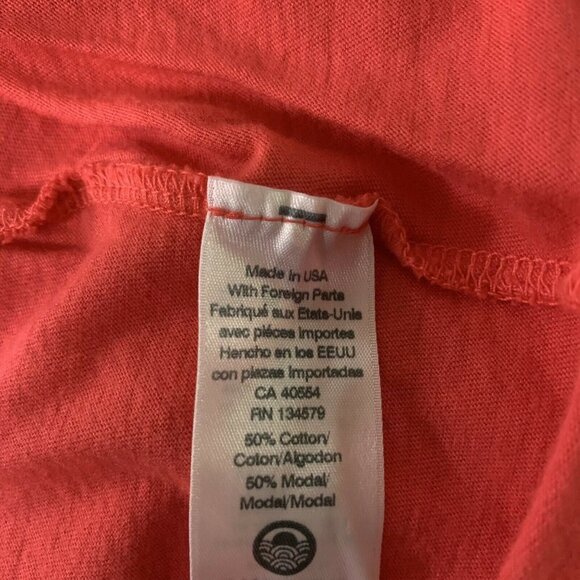 Made in USA
With Foreign Parts
Fabriqué aux Etats-Unis
avec pièces importes
Hencho en los EEUU
con plazas importadas
CA 40554
RN 134579
50% Cotton/
Coton/Algodon
50% Modal/
Modal/Modal